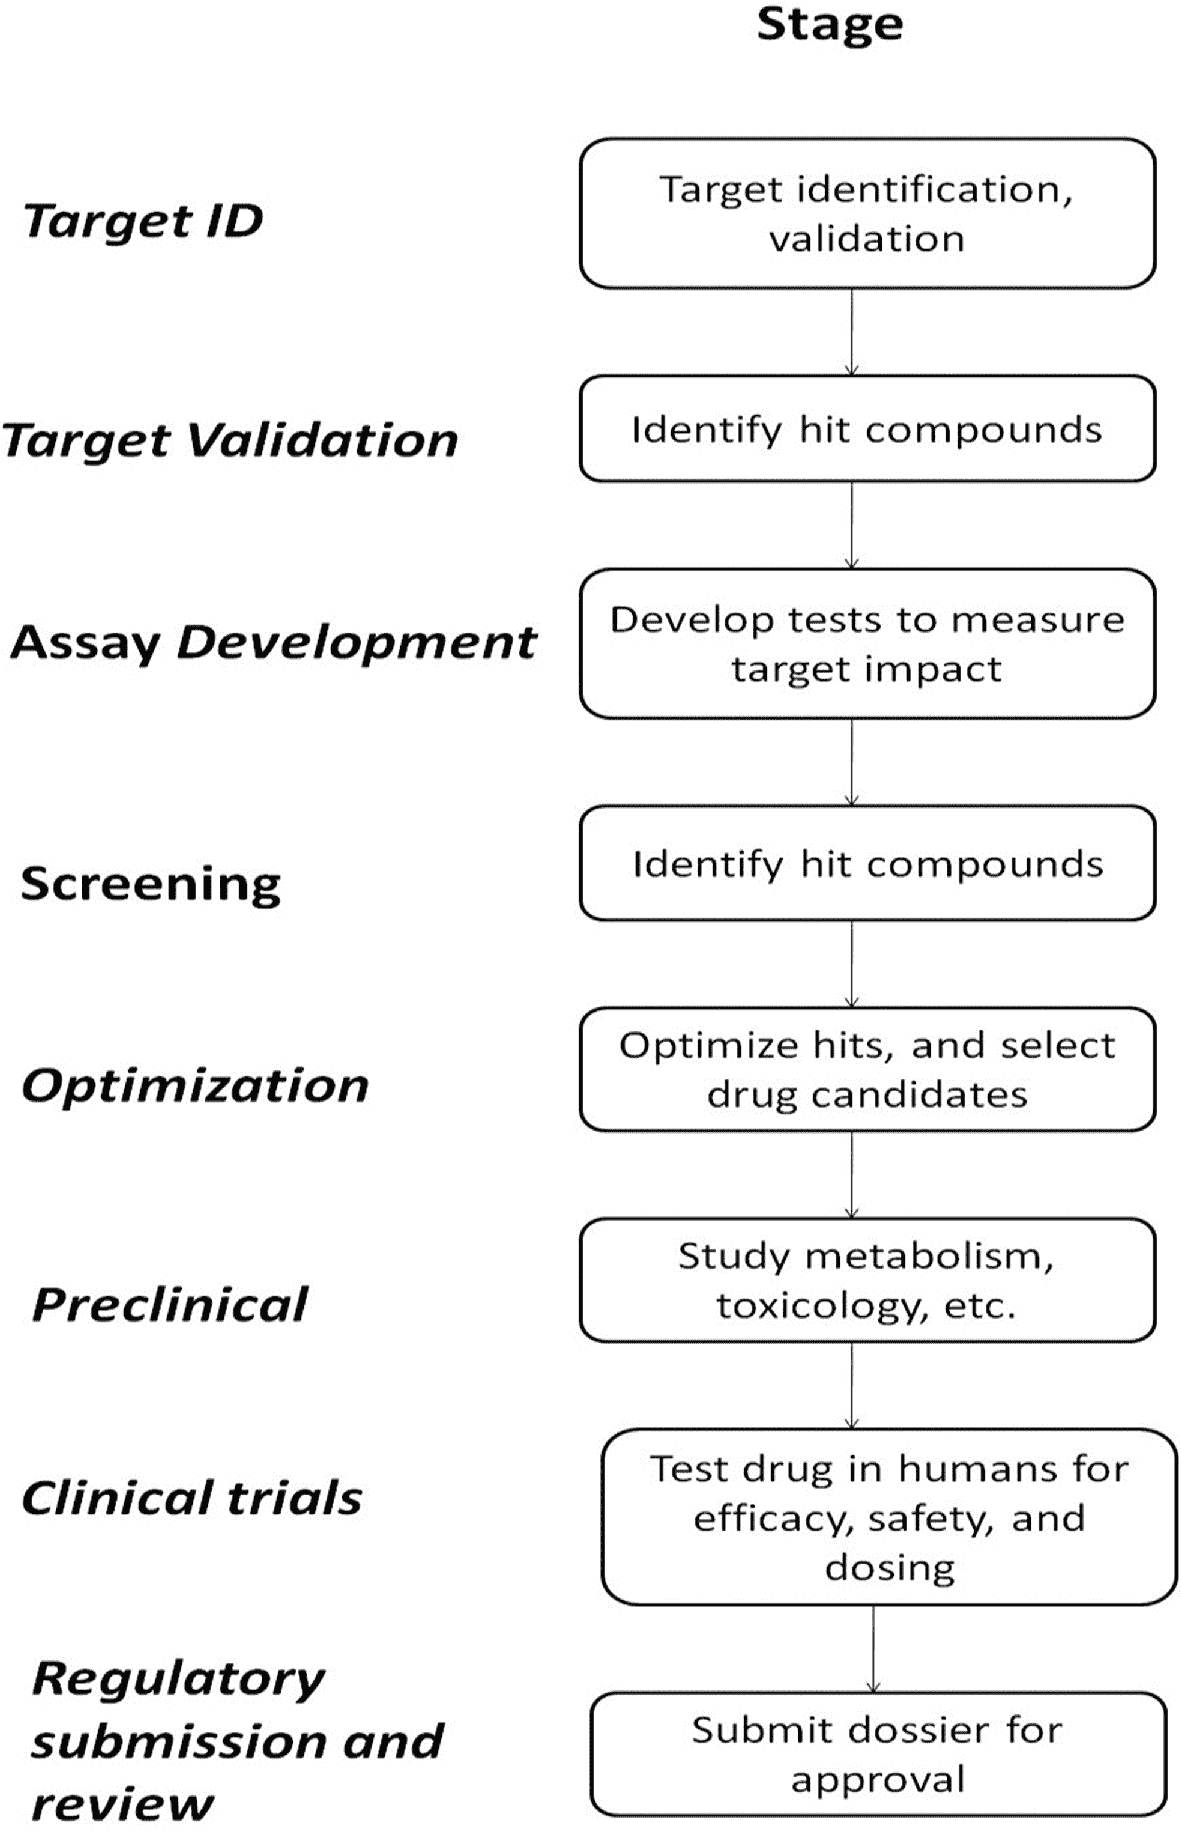 Stage
Target ID
Target identification,
validation
Target Validation
Identify hit compounds
Assay Development
Develop tests to measure
target impact
Screening
Identify hit compounds
Optimization
Optimize hits, and select
drug candidates
Preclinical
Study metabolism,
toxicology, etc.
Clinical trials
Test drug in humans for
efficacy, safety, and
dosing
Regulatory
submission and
review
Submit dossier for
approval